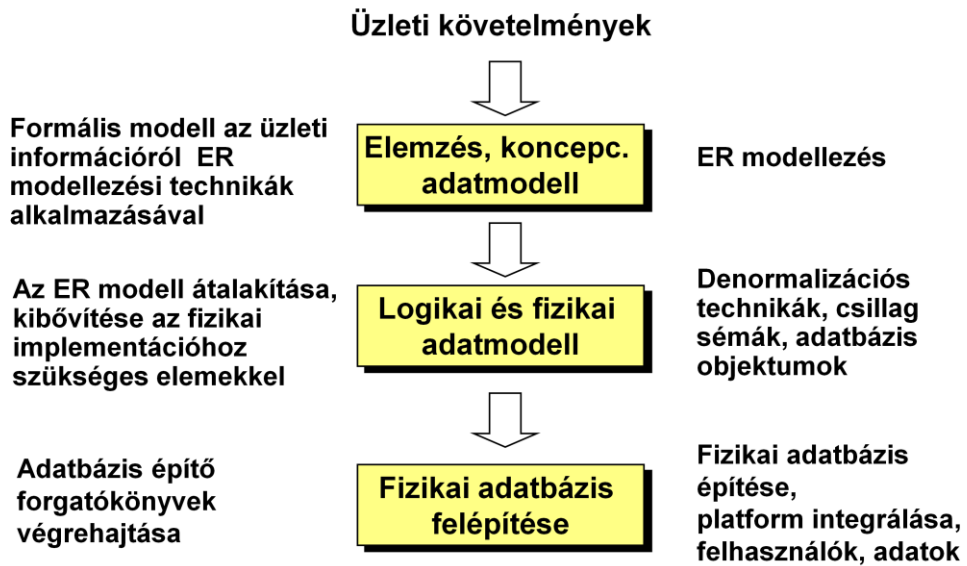 Üzleti követelmények
Formális modell az üzleti
információról ER
modellezési technikák
alkalmazásával
Elemzés, koncepc.
adatmodell
ER modellezés
Az ER modell átalakítása,
kibővítése az fizikai
implementációhoz
szükséges elemekkel
Logikai és fizikai
adatmodell
Denormalizációs
technikák, csillag
sémák, adatbázis
objektumok
Adatbázis építő
forgatókönyvek
végrehajtása
Fizikai adatbázis
felépítése
Fizikai adatbázis
építése,
platform integrálása,
felhasználók, adatok